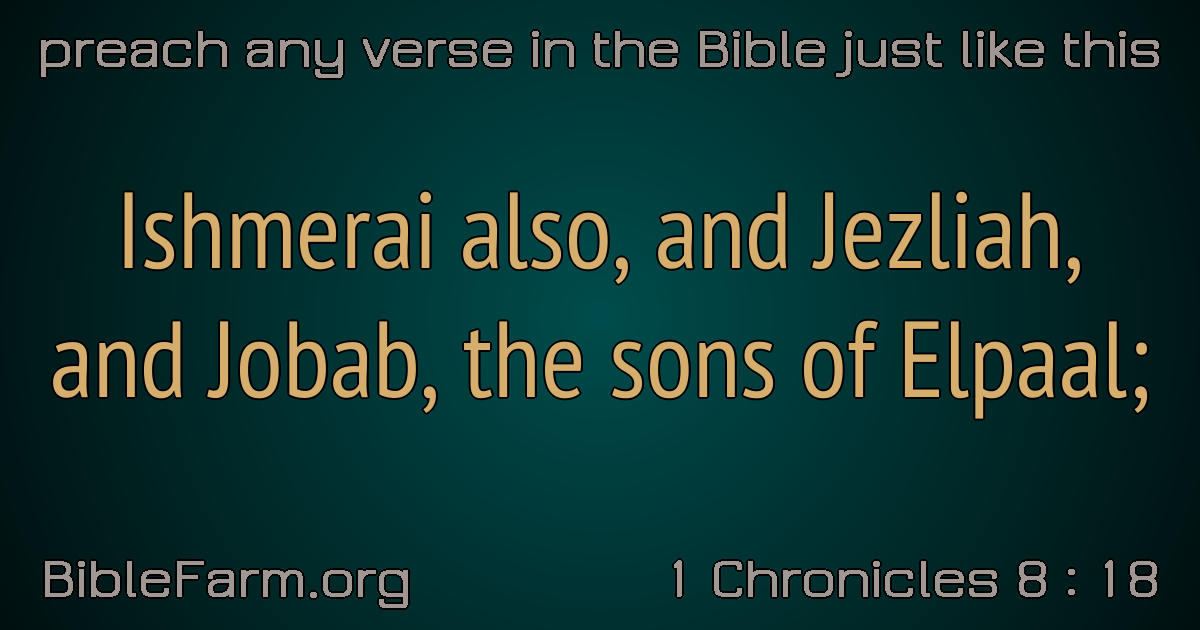 preach any verse in the Bible just like this
Ishmerai also, and Jezliah,
and Jobab, the sons of Elpaal;
BibleFarm.org
1 Chronicles 8 : 18